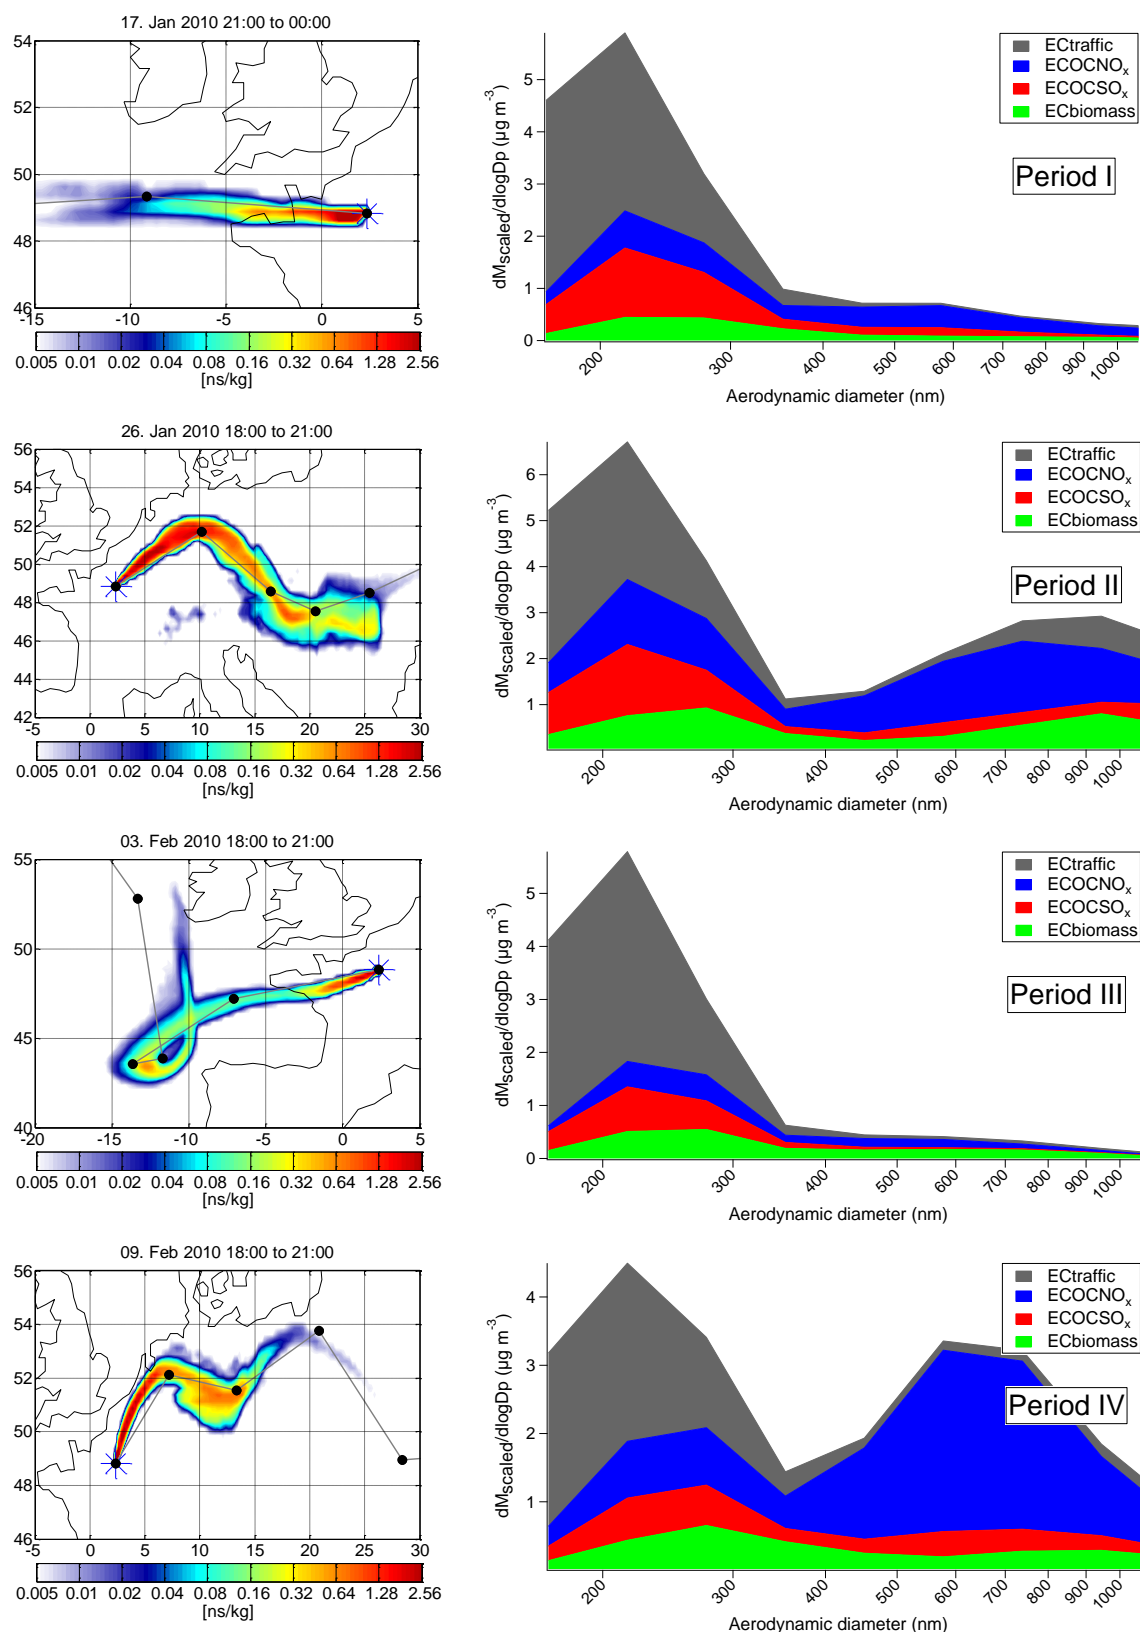 17. Jan 2010 21:00 to 00:00
54
52
50
48
46
-15 -10 -5 0 5
0.005 0.01 0.02 0.04 0.08 0.16 0.32 0.64 1.28 2.56
[ns/kg]
ECtraffic
ECOCNOx
ECOCSOx
ECbiomass
Period I
dMscaled/dlogDp (µg m-3)
5
4
3
2
1
0
200 300 400 500 600 700 800 900 1000
Aerodynamic diameter (nm)
26. Jan 2010 18:00 to 21:00
56
54
52
50
48
46
44
42
-5 0 5 10 15 20 25 30
0.005 0.01 0.02 0.04 0.08 0.16 0.32 0.64 1.28 2.56
[ns/kg]
ECtraffic
ECOCNOx
ECOCSOx
ECbiomass
Period II
dMscaled/dlogDp (µg m-3)
6
5
4
3
2
1
200 300 400 500 600 700 800 900 1000
Aerodynamic diameter (nm)
03. Feb 2010 18:00 to 21:00
55
50
45
40
-20 -15 -10 -5 0 5
0.005 0.01 0.02 0.04 0.08 0.16 0.32 0.64 1.28 2.56
[ns/kg]
ECtraffic
ECOCNOx
ECOCSOx
ECbiomass
Period III
dMscaled/dlogDp (µg m-3)
5
4
3
2
1
0
200 300 400 500 600 700 800 900 1000
Aerodynamic diameter (nm)
09. Feb 2010 18:00 to 21:00
56
54
52
50
48
46
-5 0 5 10 15 20 25 30
0.005 0.01 0.02 0.04 0.08 0.16 0.32 0.64 1.28 2.56
[ns/kg]
ECtraffic
ECOCNOx
ECOCSOx
ECbiomass
Period IV
dMscaled/dlogDp (µg m-3)
4
3
2
1
200 300 400 500 600 700 800 900 1000
Aerodynamic diameter (nm)